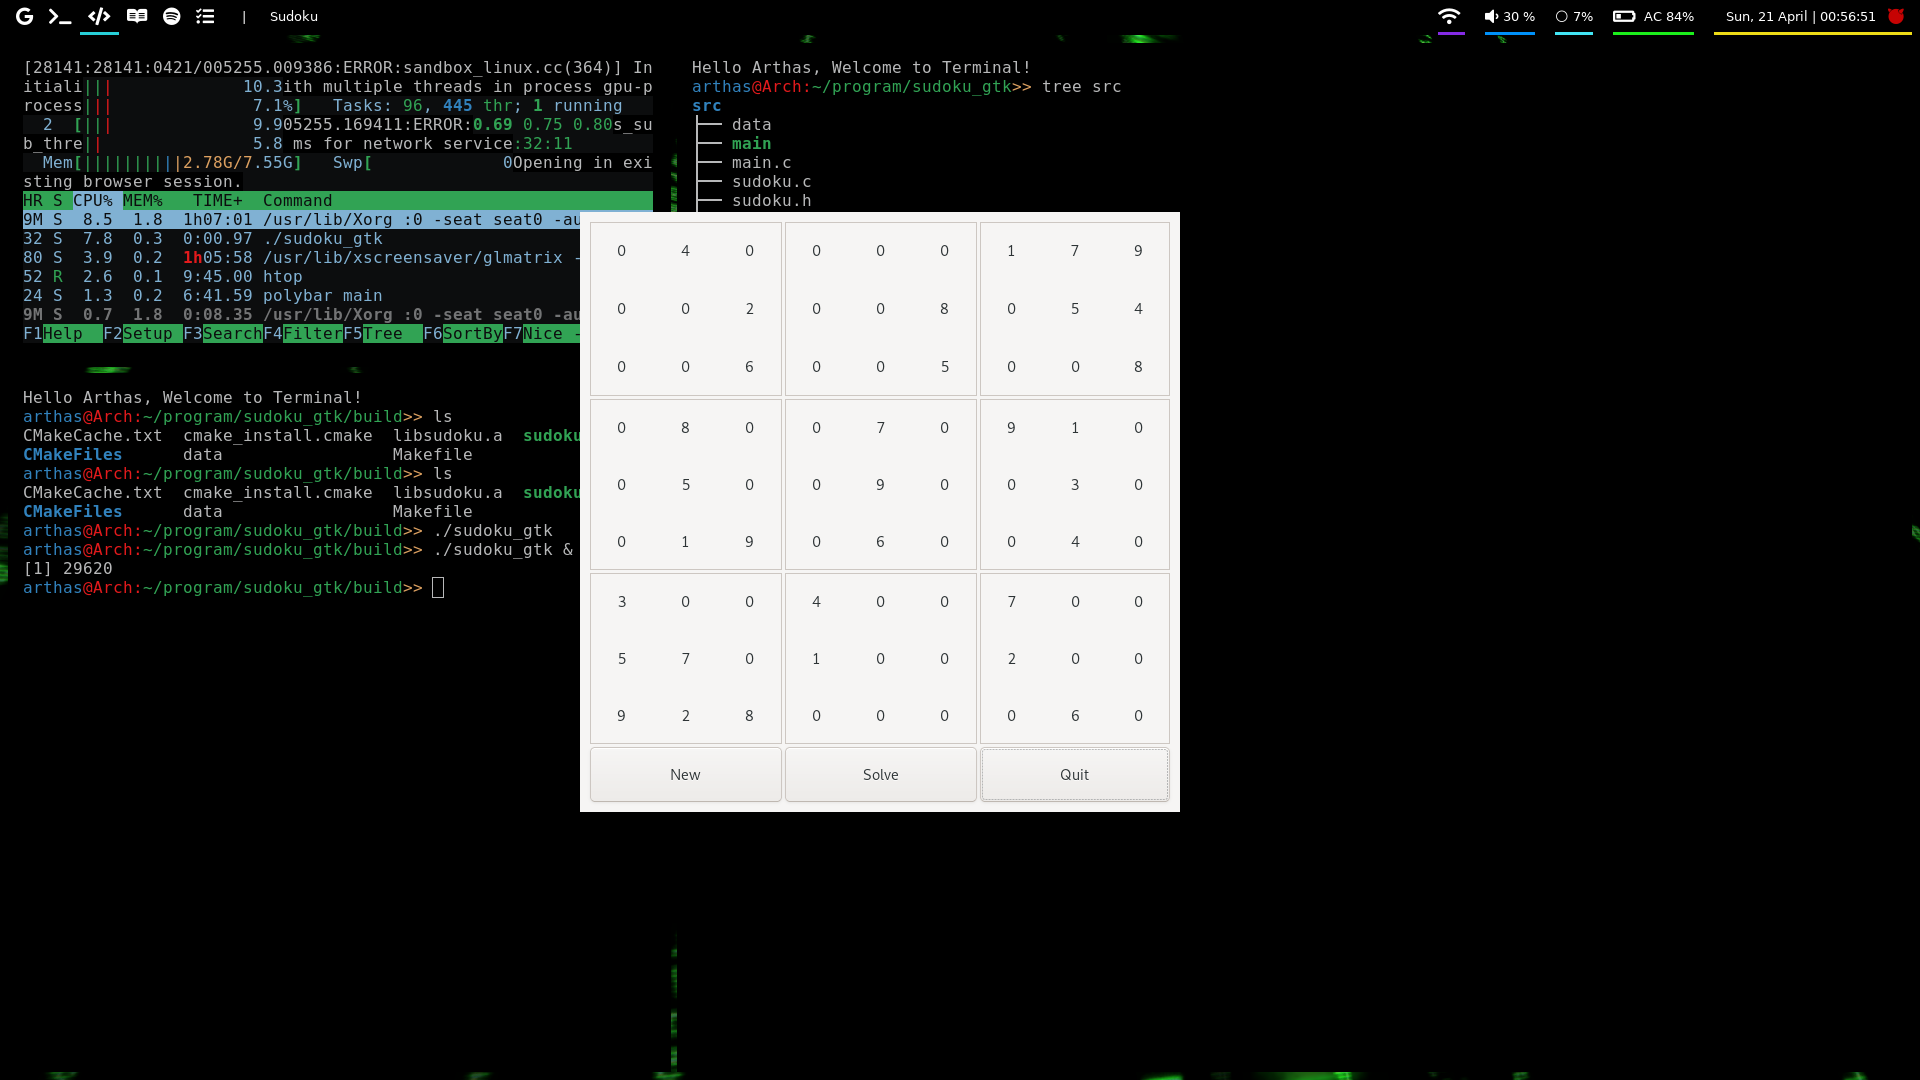 | Sudoku 30 % 7% AC 84% Sun, 21 April | 00:56:51
[28141:28141:0421/005255.009386:ERROR:sandbox_linux.cc(364)] In
itiali||| 10.3ith multiple threads in process gpu-p
rocess||| 7.1%] Tasks: 96, 445 thr; 1 running
2 [||| 9.905255.169411:ERROR:0.69 0.75 0.80s_su
b_thre|| 5.8 ms for network service:32:11
Mem[||||||||||2.78G/7.55G] Swp[ 0Opening in exi
sting browser session.
HR S CPU% MEM% TIME+ Command
9M S 8.5 1.8 1h07:01 /usr/lib/Xorg :0 -seat seat0 -au
32 S 7.8 0.3 0:00.97 ./sudoku_gtk
80 S 3.9 0.2 1h05:58 /usr/lib/xscreensaver/glmatrix -
52 R 2.6 0.1 9:45.00 htop
24 S 1.3 0.2 6:41.59 polybar main
9M S 0.7 1.8 0:08.35 /usr/lib/Xorg :0 -seat seat0 -au
F1Help F2Setup F3SearchF4FilterF5Tree F6SortByF7Nice -
Hello Arthas, Welcome to Terminal!
arthas@Arch:~/program/sudoku_gtk>> tree src
src
├── data
├── main
├── main.c
├── sudoku.c
├── sudoku.h
Hello Arthas, Welcome to Terminal!
arthas@Arch:~/program/sudoku_gtk/build>> ls
CMakeCache.txt cmake_install.cmake libsudoku.a sudoku
CMakeFiles data Makefile
arthas@Arch:~/program/sudoku_gtk/build>> ls
CMakeCache.txt cmake_install.cmake libsudoku.a sudoku
CMakeFiles data Makefile
arthas@Arch:~/program/sudoku_gtk/build>> ./sudoku_gtk
arthas@Arch:~/program/sudoku_gtk/build>> ./sudoku_gtk &
[1] 29620
arthas@Arch:~/program/sudoku_gtk/build>>
0 4 0 0 0 0 1 7 9
0 0 2 0 0 8 0 5 4
0 0 6 0 0 5 0 0 8
0 8 0 0 7 0 9 1 0
0 5 0 0 9 0 0 3 0
0 1 9 0 6 0 0 4 0
3 0 0 4 0 0 7 0 0
5 7 0 1 0 0 2 0 0
9 2 8 0 0 0 0 6 0
New Solve Quit